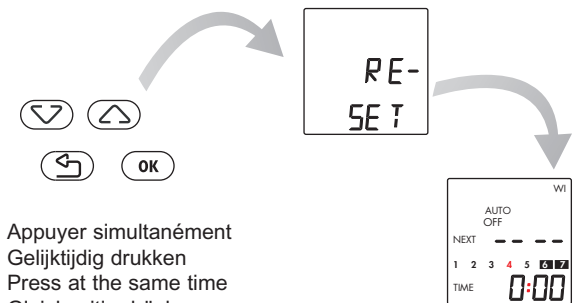 RE-
SET
OK
WI
AUTO
OFF
NEXT -- -- -- --
1 2 3 4 5 6 7
TIME 0:00
Appuyer simultanément
Gelijktijdig drukken
Press at the same time